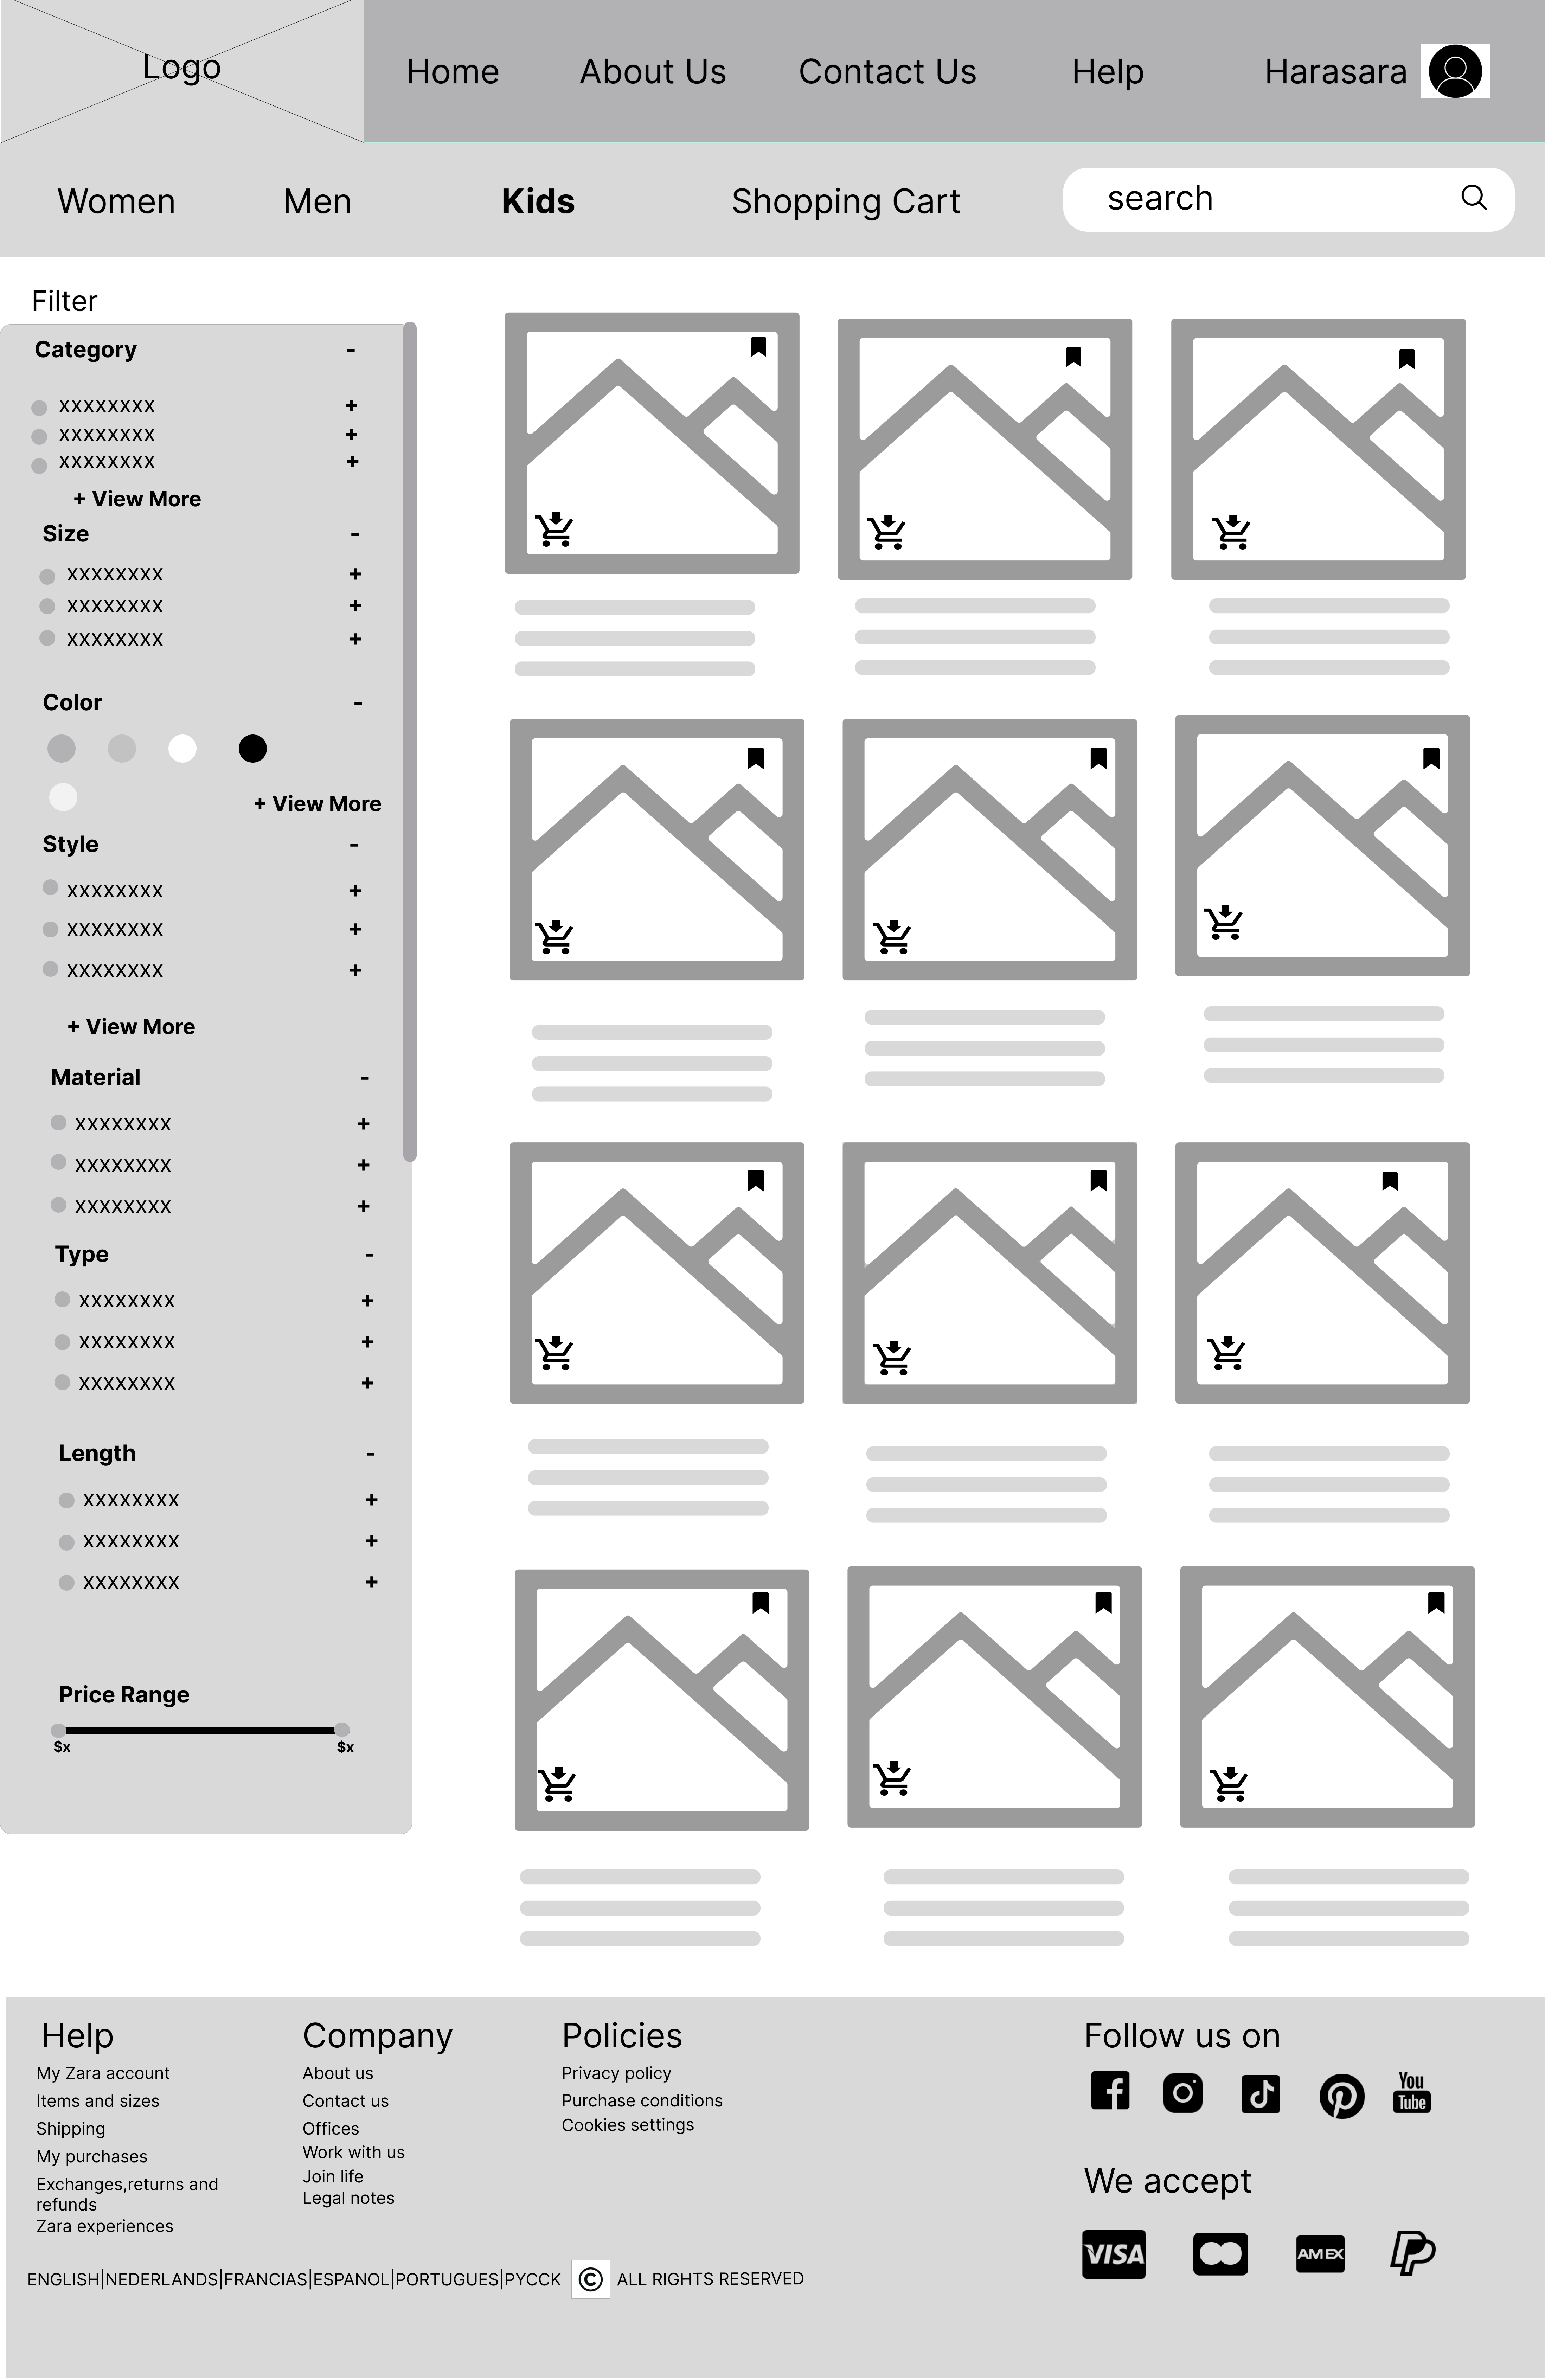 Logo
Home About Us Contact Us Help Harasara
Women Men Kids Shopping Cart search
Filter
Category -
xxxxxxxx +
xxxxxxxx +
xxxxxxxx +
+ View More
Size -
xxxxxxxx +
xxxxxxxx +
xxxxxxxx +
Color -
+ View More
Style -
xxxxxxxx +
xxxxxxxx +
xxxxxxxx +
+ View More
Material -
xxxxxxxx +
xxxxxxxx +
xxxxxxxx +
Type -
xxxxxxxx +
xxxxxxxx +
xxxxxxxx +
Length -
xxxxxxxx +
xxxxxxxx +
xxxxxxxx +
Price Range
$x $x
Help
My Zara account
Items and sizes
Shipping
My purchases
Exchanges,returns and
refunds
Zara experiences
Company
About us
Contact us
Offices
Work with us
Join life
Legal notes
Policies
Privacy policy
Purchase conditions
Cookies settings
Follow us on
You
Tube
We accept
VISA
AMEX
ENGLISH|NEDERLANDS|FRANCIAS|ESPANOL|PORTUGUES|PYCCK © ALL RIGHTS RESERVED